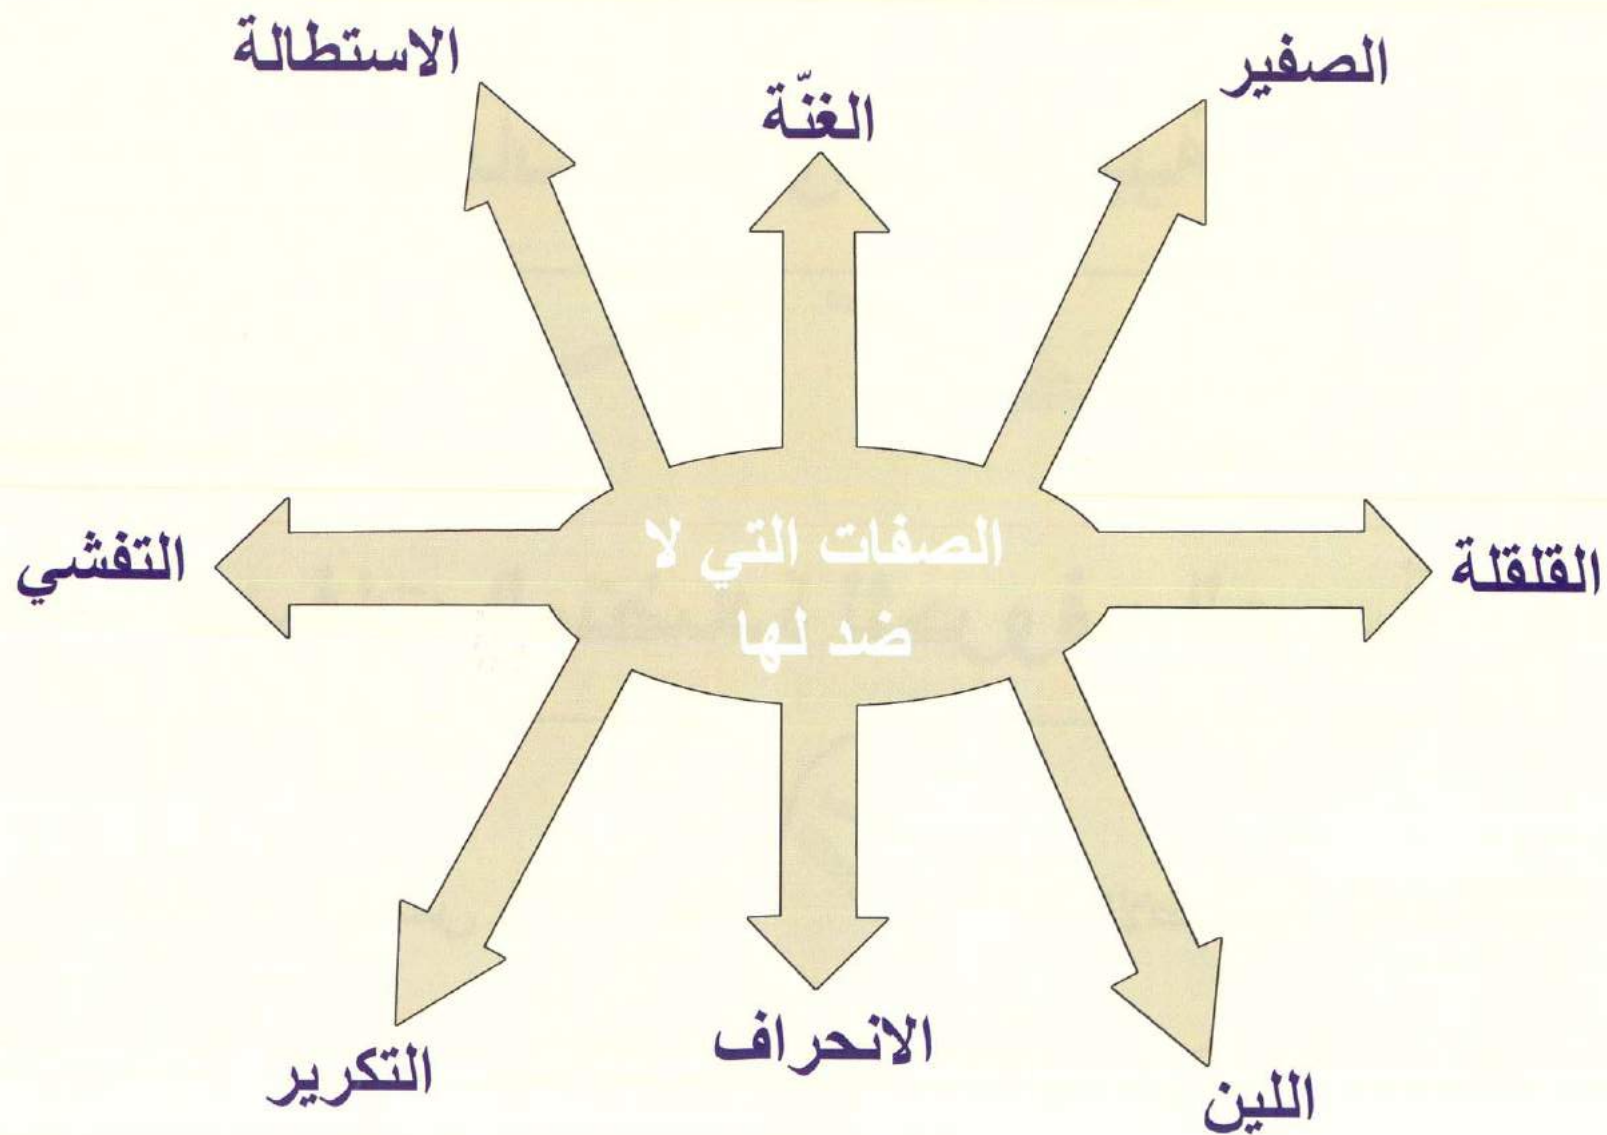 الصفير
الاستطالة
الغنّة
الصفات التي لا
ضد لها
القلقلة
التفشي
الانحراف
التكرير
اللين